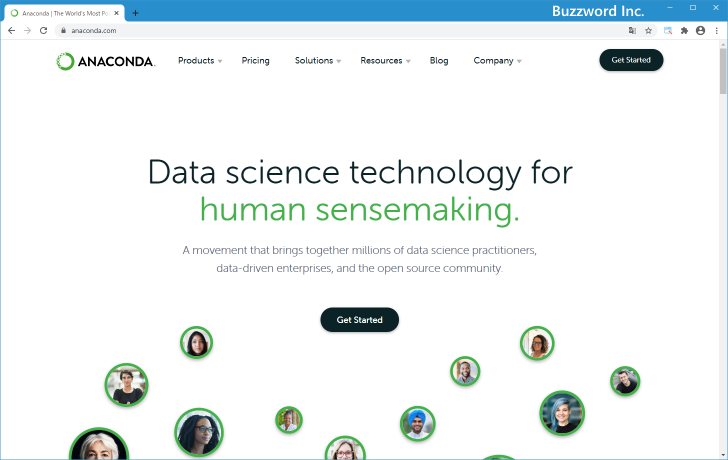 Buzzword Inc.
Anaconda | The World's Most Po
anaconda.com
ANACONDA.
Products Pricing Solutions Resources Blog Company Get Started
Data science technology for
human sensemaking.
A movement that brings together millions of data science practitioners,
data-driven enterprises, and the open source community.
Get Started